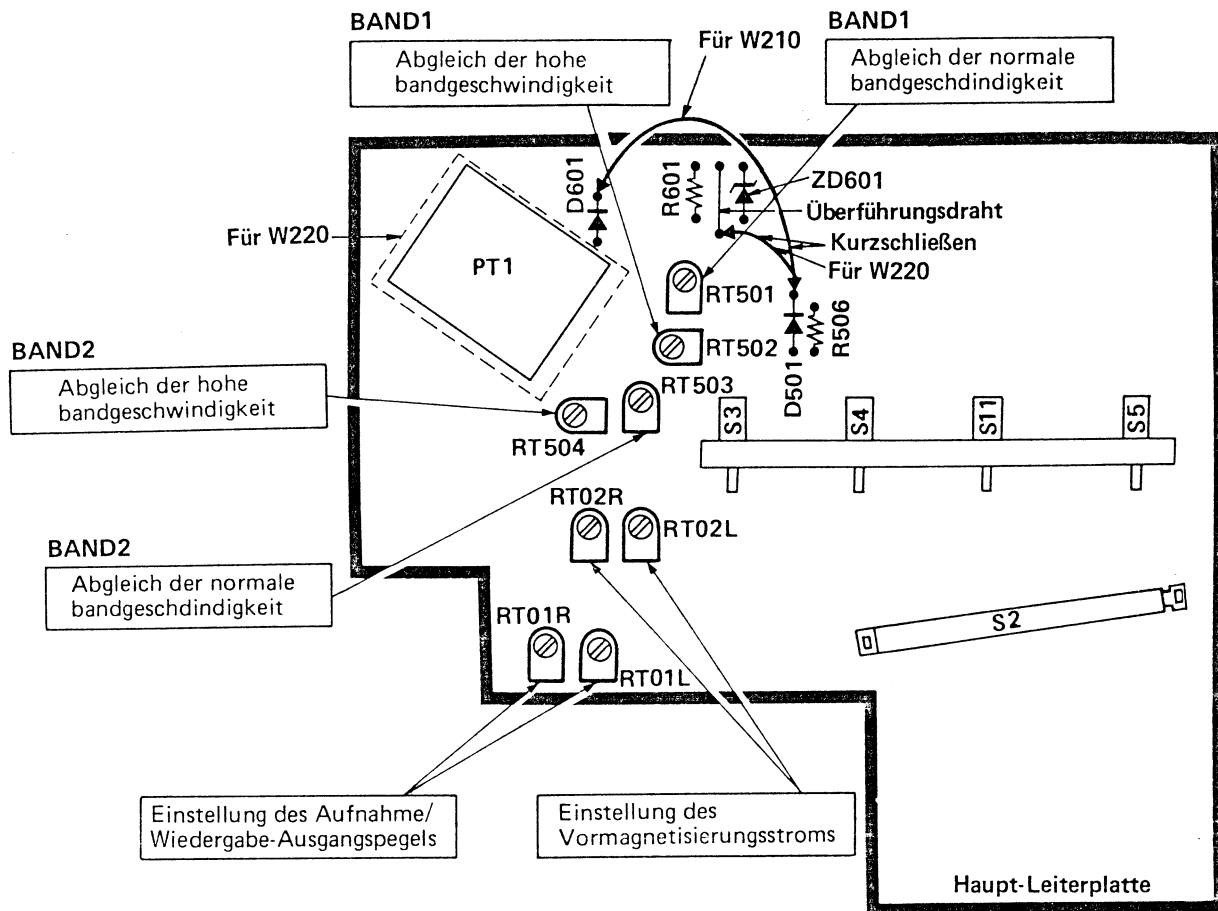 BAND1
Abgleich der hohe
bandgeschwindigkeit
Für W210
BAND1
Abgleich der normale
bandgeschdindigkeit
D601
R601
ZD601
Überführungsdraht
Kurzschließen
Für W220
Für W220
PT1
RT501
RT502
D501
R506
BAND2
Abgleich der hohe
bandgeschwindigkeit
RT503
RT504
S3
S4
S11
S5
RT02R
RT02L
BAND2
Abgleich der normale
bandgeschdindigkeit
RT01R
RT01L
S2
Einstellung des Aufnahme/
Wiedergabe-Ausgangspegels
Einstellung des
Vormagnetisierungsstroms
Haupt-Leiterplatte